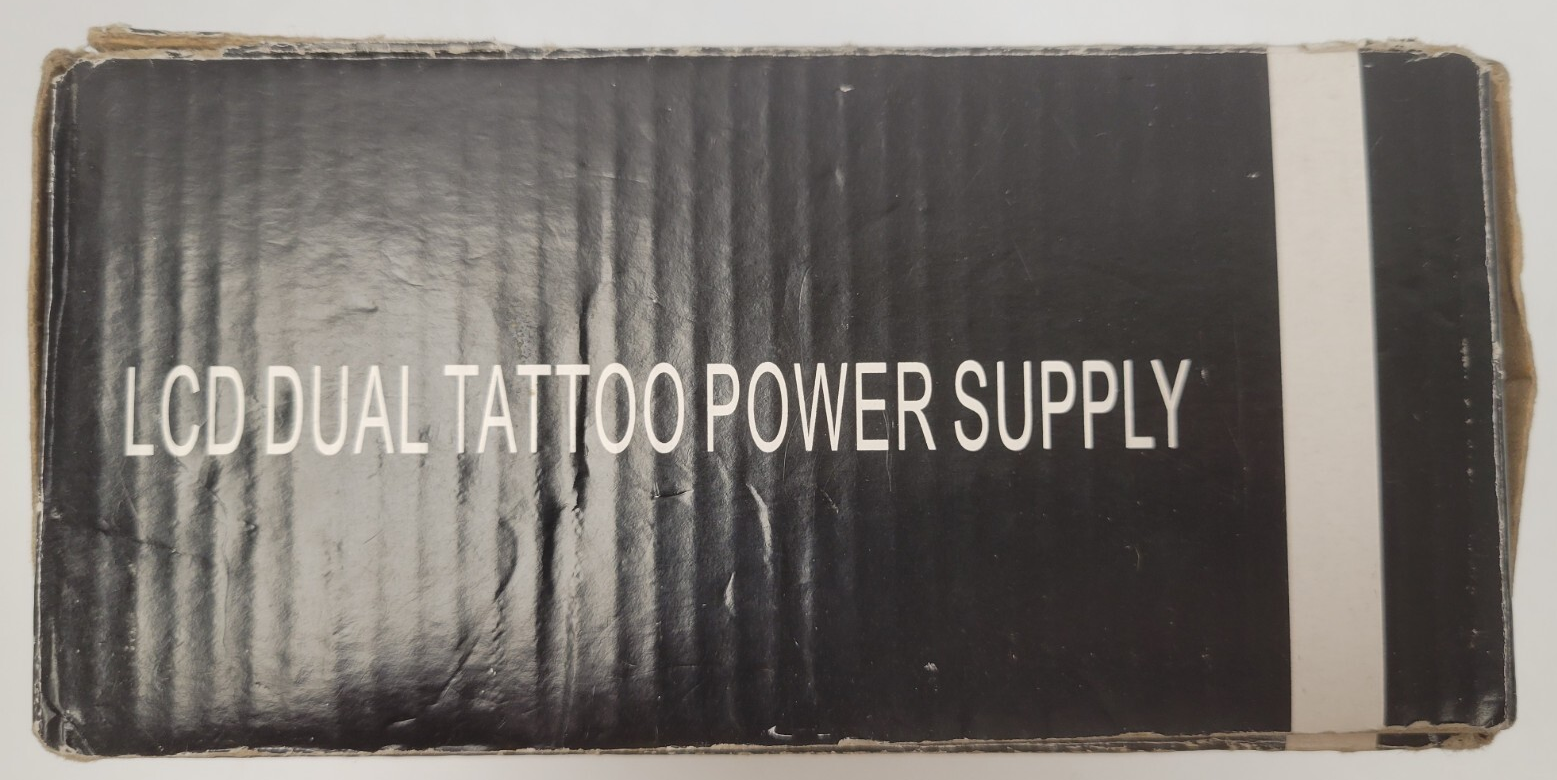 LCD DUAL TATTOO POWER SUPPLY